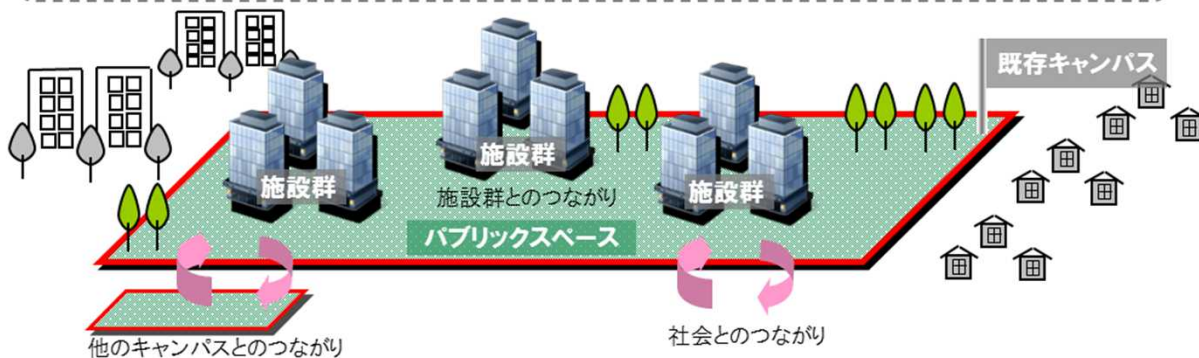 既存キャンパス
施設群
施設群
施設群
施設群とのつながり
パブリックスペース
他のキャンパスとのつながり
社会とのつながり